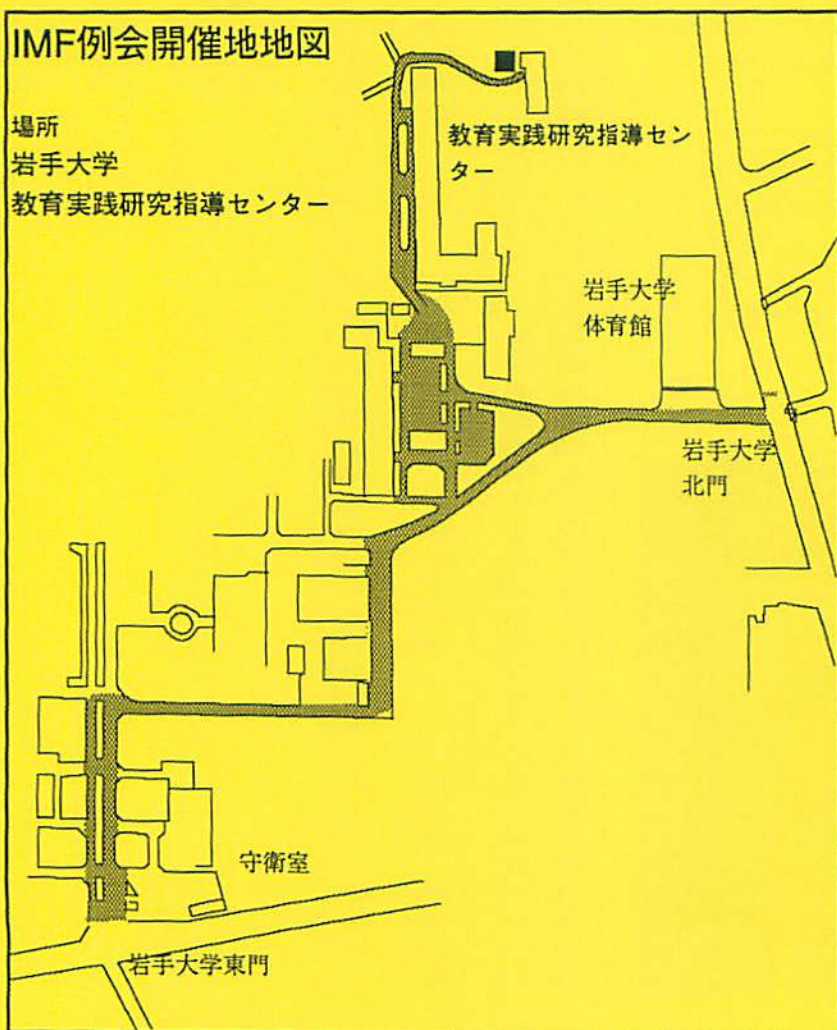 IMF例会開催地地図
場所
岩手大学
教育実践研究指導センター
教育実践研究指導セン
ター
岩手大学
体育館
岩手大学
北門
守衛室
岩手大学東門